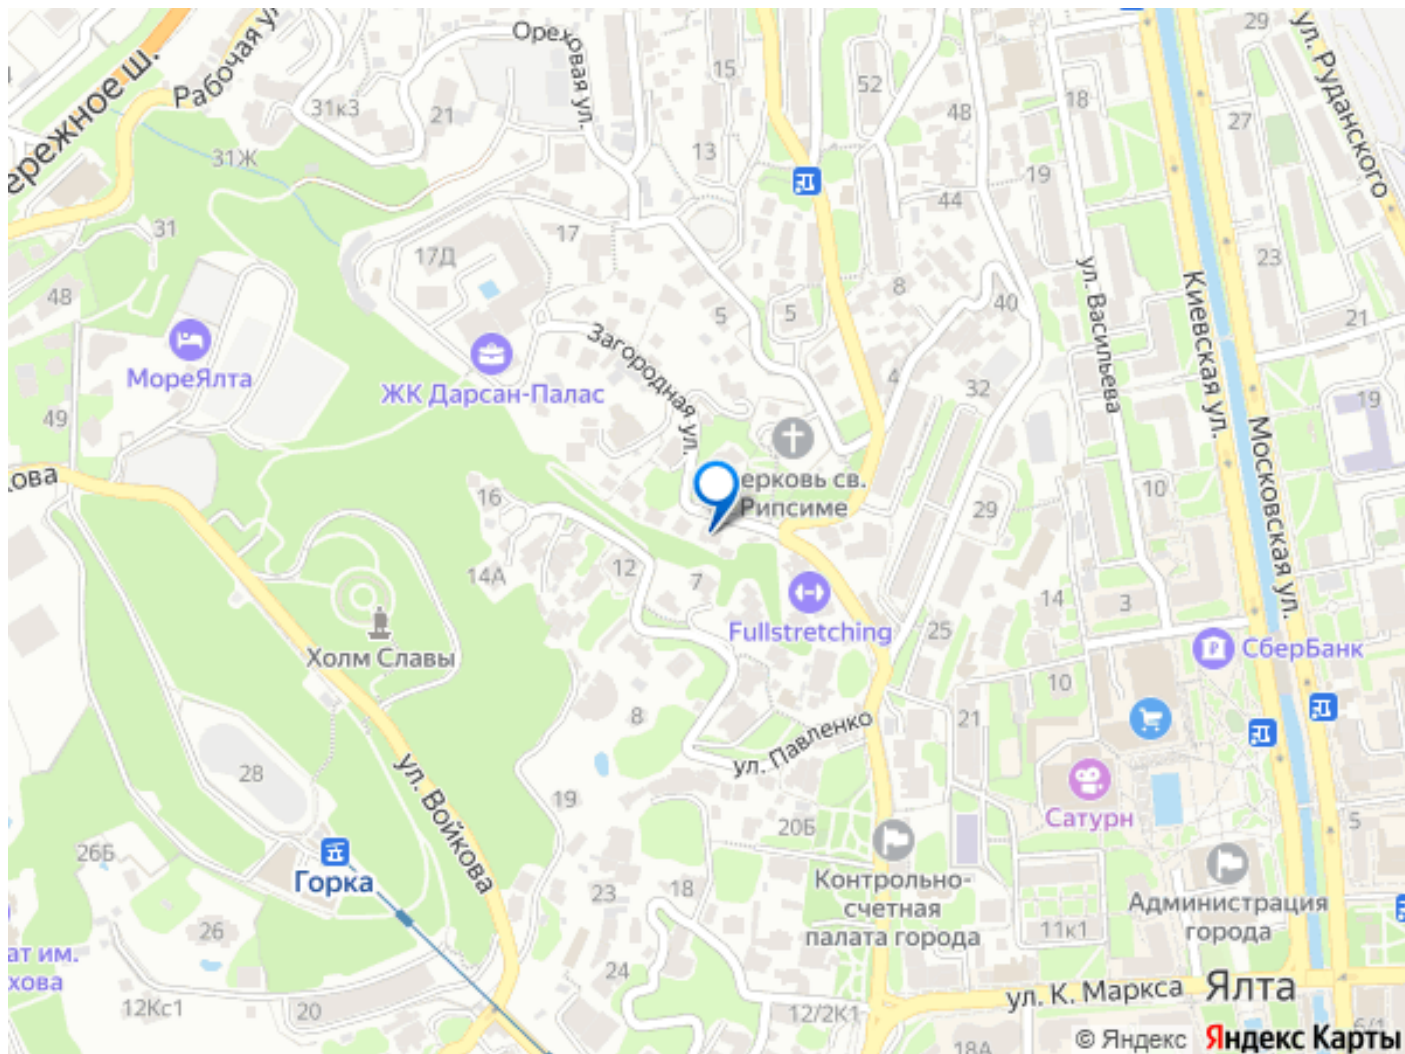 Ореховая ул.
29
ул. Руданского
15
52
Рабочая ул.
31к3
21
18
48
27
ережное ш.
31Ж
13
19
44
31
17
17Д
ул. Васильева
23
8
48
40
Киевская ул.
5
5
21
Загородная ул.
МореЯлта
ЖК Дарсан-Палас
4
32
19
49
Московская ул.
кова
ерковь св.
Рипсиме
16
10
29
12
7
14А
14
3
Fullstretching
25
СберБанк
Холм Славы
10
8
21
ул. Павленко
28
ул. Войкова
19
Сатурн
20Б
5
26Б
Горка
Контрольно-
счетная
палата города
18
23
Администрация
города
26
11к1
ат им.
хова
24
12Кс1
20
ул. К. Маркса
Ялта
12/2К1
6/1
18А
© Яндекс Яндекс Карты